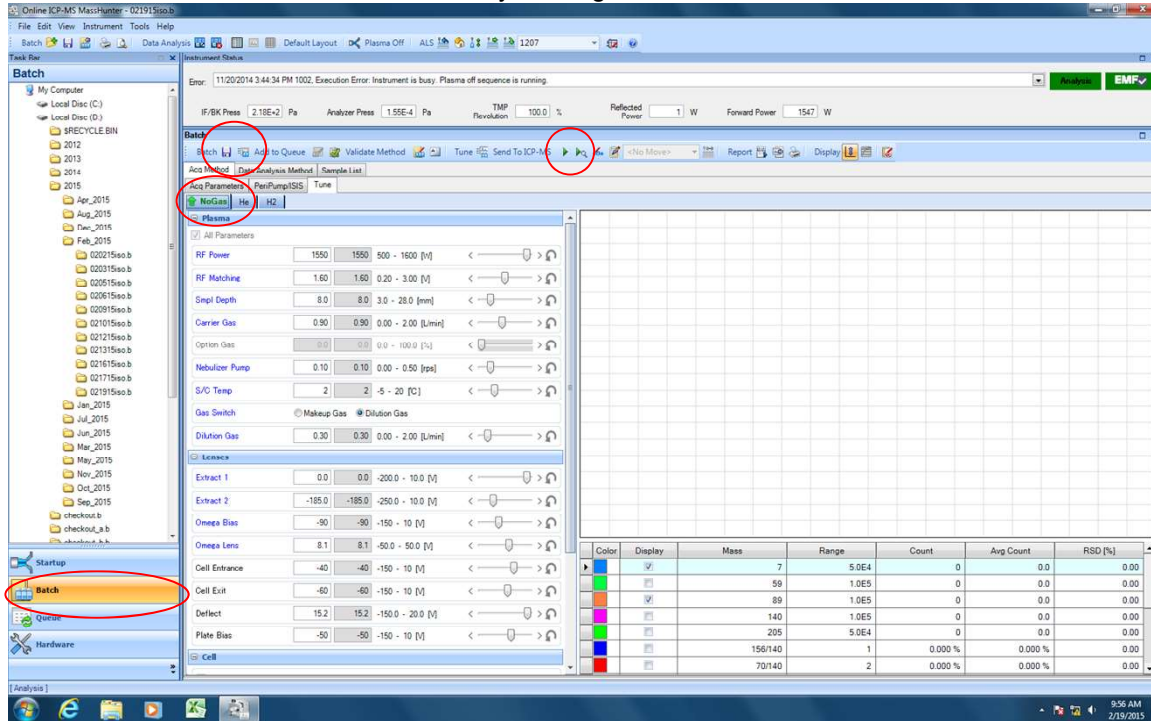 Online ICP-MS MassHunter - 021915iso.b
File Edit View Instrument Tools Help
Batch Data Analysis Default Layout Plasma Off ALS 1207
Task Bar
Instrument Status
Batch
My Computer
Local Disc (C:)
Local Disc (D:)
$RECYCLE.BIN
2012
2013
2014
2015
Apr_2015
Aug_2015
Dec_2015
Feb_2015
020215iso.b
020315iso.b
020515iso.b
020615iso.b
020915iso.b
021015iso.b
021215iso.b
021315iso.b
021615iso.b
021715iso.b
021915iso.b
Jan_2015
Jul_2015
Jun_2015
Mar_2015
May_2015
Nov_2015
Oct_2015
Sep_2015
checkout.b
checkout_a.b
Startup
Batch
Queue
Hardware
Error: 11/20/2014 3:44:34 PM 1002, Execution Error: Instrument is busy. Plasma off sequence is running.
Analysis EMF
IF/BK Press 2.18E+2 Pa Analyzer Press 1.55E-4 Pa TMP Revolution 100.0 % Reflected Power 1 W Forward Power 1547 W
Batch
Batch Add to Queue Validate Method Tune Send To ICP-MS <No Move> Report Display
Acq Method Data Analysis Method Sample List
Acq Parameters PeriPump/ISIS Tune
NoGas He H2
Plasma
All Parameters
RF Power 1550 1550 500 - 1600 [W]
RF Matching 1.60 1.60 0.20 - 3.00 [V]
Smpl Depth 8.0 8.0 3.0 - 28.0 [mm]
Carrier Gas 0.90 0.90 0.00 - 2.00 [L/min]
Option Gas 0.0 0.0 0.0 - 100.0 [%]
Nebulizer Pump 0.10 0.10 0.00 - 0.50 [rps]
S/C Temp 2 2 -5 - 20 [°C]
Gas Switch Makeup Gas Dilution Gas
Dilution Gas 0.30 0.30 0.00 - 2.00 [L/min]
Lenses
Extract 1 0.0 0.0 -200.0 - 10.0 [V]
Extract 2 -185.0 -185.0 -250.0 - 10.0 [V]
Omega Bias -90 -90 -150 - 10 [V]
Omega Lens 8.1 8.1 -50.0 - 50.0 [V]
Cell Entrance -40 -40 -150 - 10 [V]
Cell Exit -60 -60 -150 - 10 [V]
Deflect 15.2 15.2 -150.0 - 20.0 [V]
Plate Bias -50 -50 -150 - 10 [V]
Cell
Color Display Mass Range Count Avg Count RSD [%]
7 5.0E4 0 0.0 0.00
59 1.0E5 0 0.0 0.00
89 1.0E5 0 0.0 0.00
140 1.0E5 0 0.0 0.00
205 5.0E4 0 0.0 0.00
156/140 1 0.000 % 0.000 % 0.00
70/140 2 0.000 % 0.000 % 0.00
[Analysis]
9:56 AM
2/19/2015